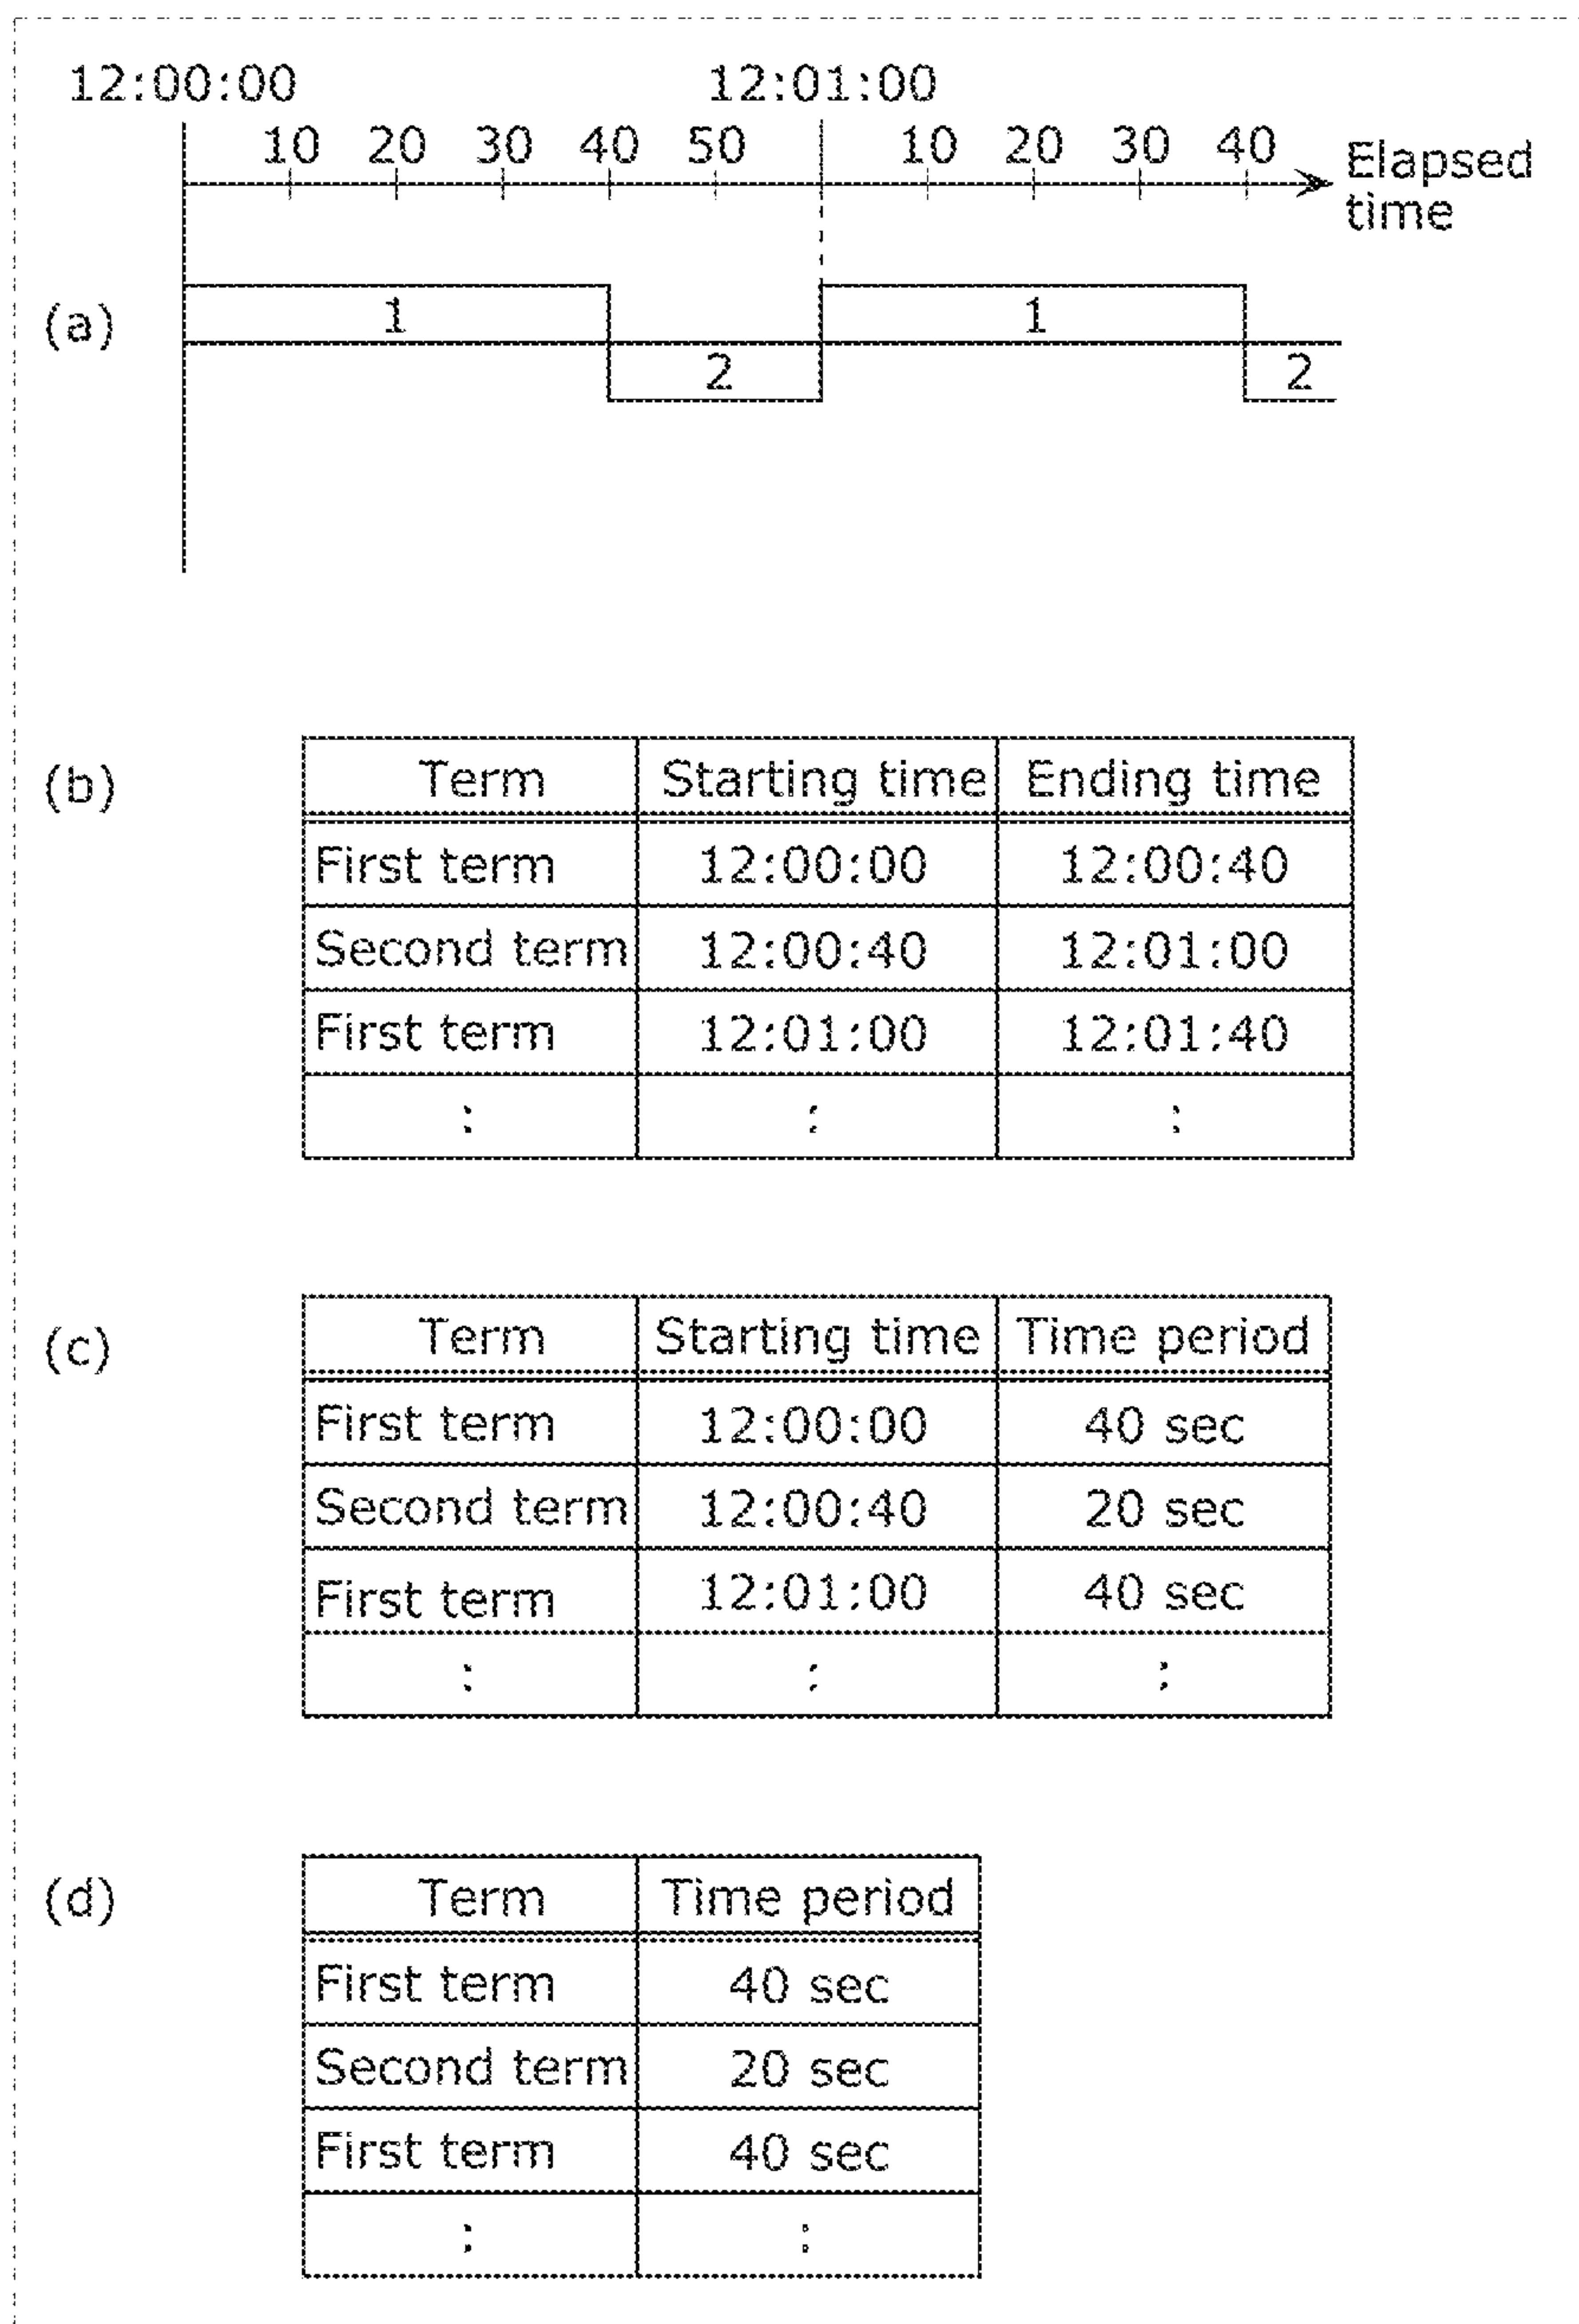 12:00:00 12:01:00
10 20 30 40 50 10 20 30 40 Elapsed
time
(a) 1 1
2 2
(b) Term Starting time Ending time
First term 12:00:00 12:00:40
Second term 12:00:40 12:01:00
First term 12:01:00 12:01:40
: : :
(c) Term Starting time Time period
First term 12:00:00 40 sec
Second term 12:00:40 20 sec
First term 12:01:00 40 sec
: : :
(d) Term Time period
First term 40 sec
Second term 20 sec
First term 40 sec
: :